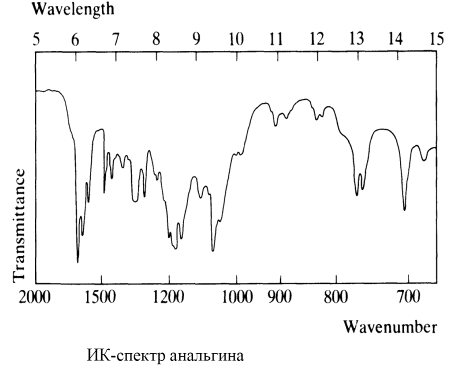 Wavelength
5 6 7 8 9 10 11 12 13 14 15
Transmittance
2000 1500 1200 1000 900 800 700
Wavenumber
ИК-спектр анальгина